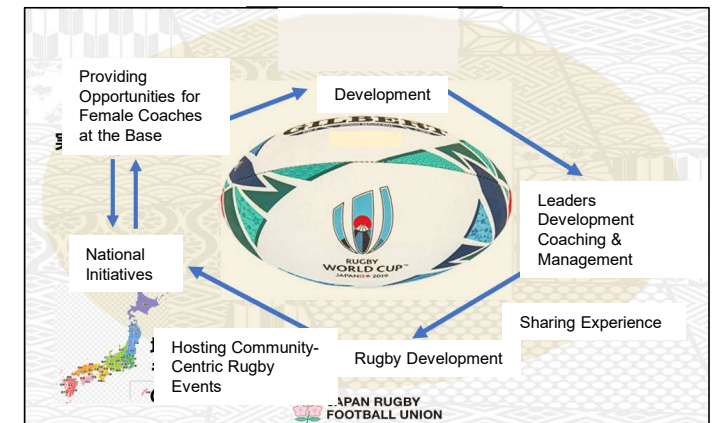 Providing
Opportunities for
Female Coaches
at the Base
Development
GILBERT
Leaders
Development
Coaching &
Management
National
Initiatives
RUGBY
WORLD CUP™
JAPAN 2019
Sharing Experience
Hosting Community-
Centric Rugby
Events
Rugby Development
JAPAN RUGBY
FOOTBALL UNION